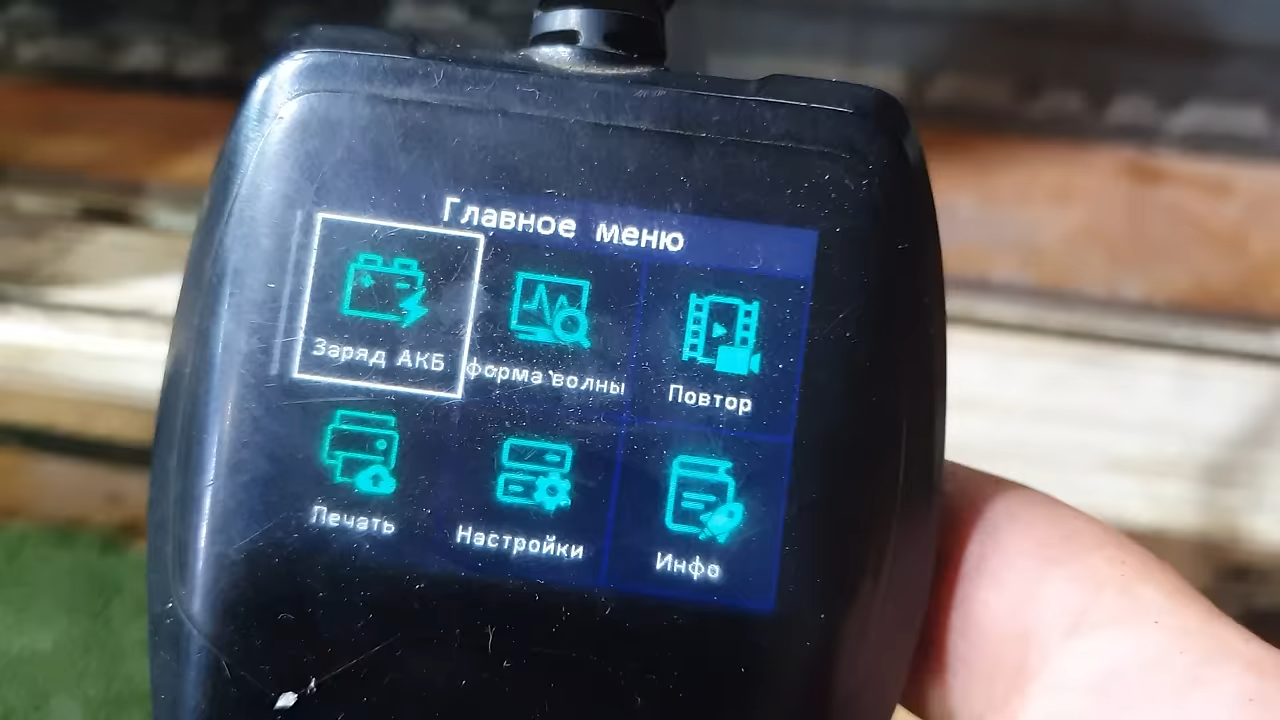 Главное меню
Заряд АКБ
форма волны
Повтор
Печать
Настройки
Инфо